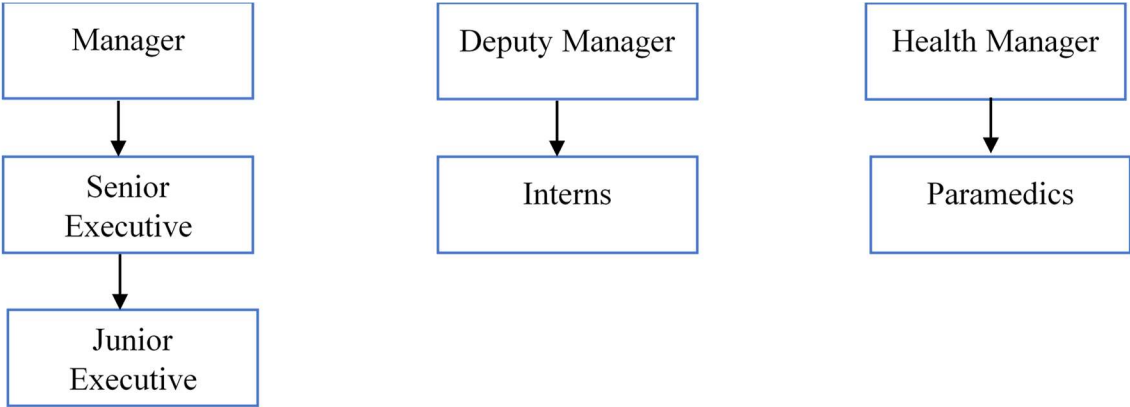 Manager
Deputy Manager
Health Manager
Senior
Executive
Interns
Paramedics
Junior
Executive